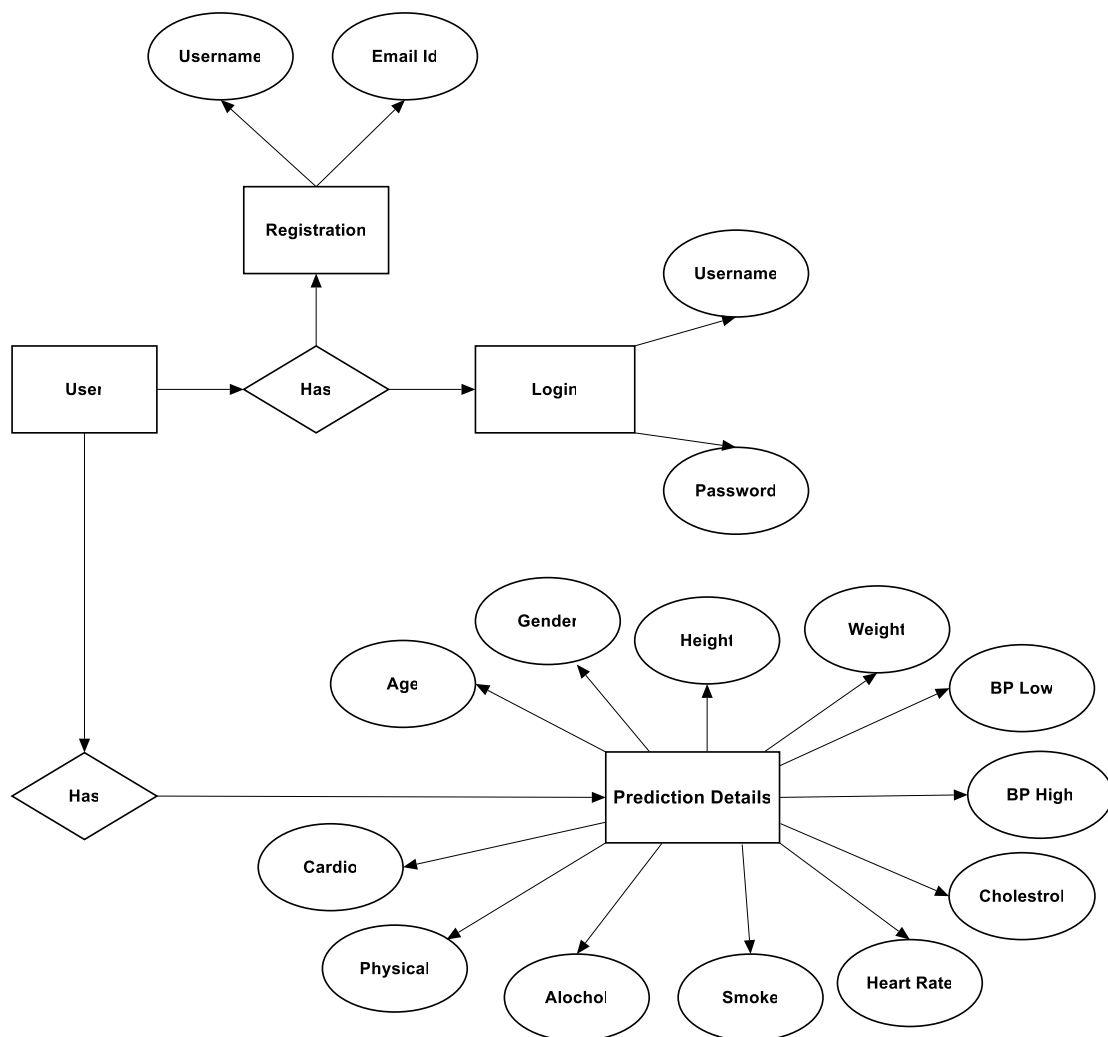 Username
Email Id
Registration
Username
User
Has
Login
Password
Gender
Height
Weight
Age
BP Low
Has
Prediction Details
BP High
Cardio
Cholestrol
Physical
Alochol
Smoke
Heart Rate